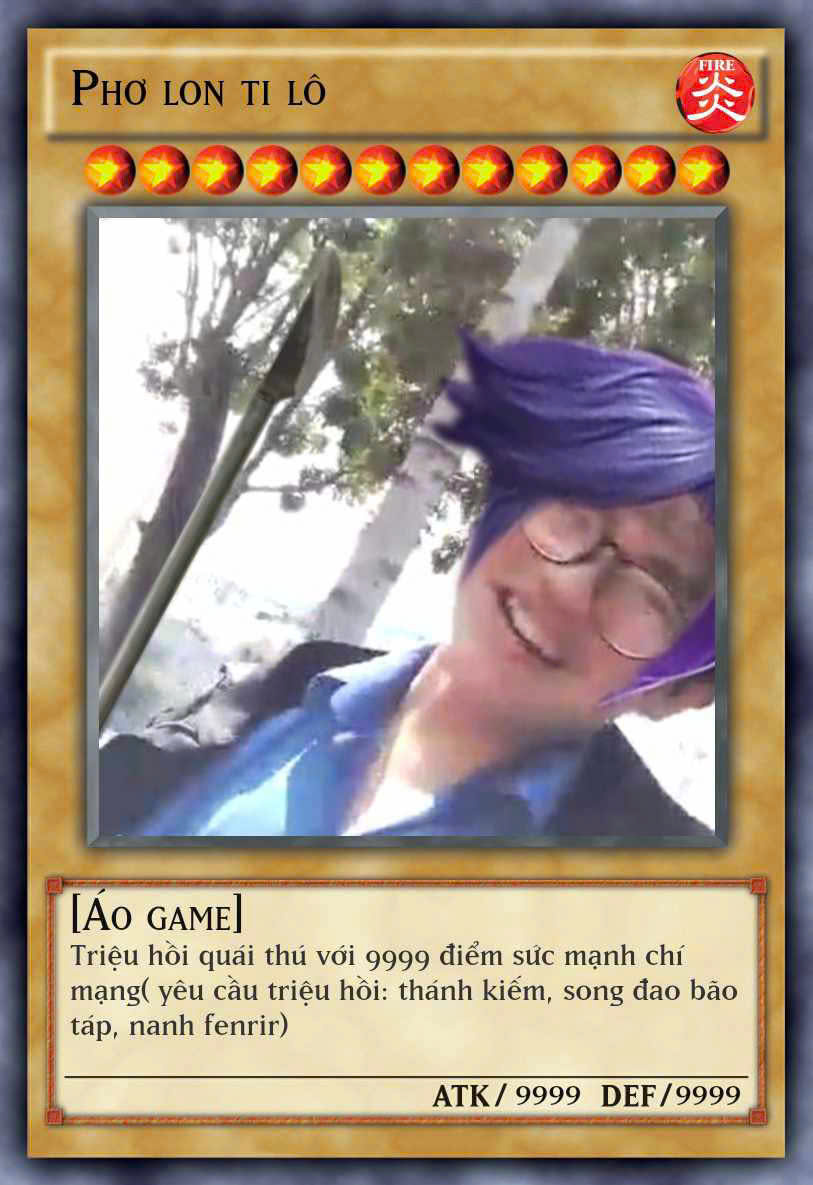 Phơ lon ti lô
FIRE
炎
[Áo game]
Triệu hồi quái thú với 9999 điểm sức mạnh chí
mạng( yêu cầu triệu hồi: thánh kiếm, song đao bão
táp, nanh fenrir)
ATK / 9999 DEF/9999